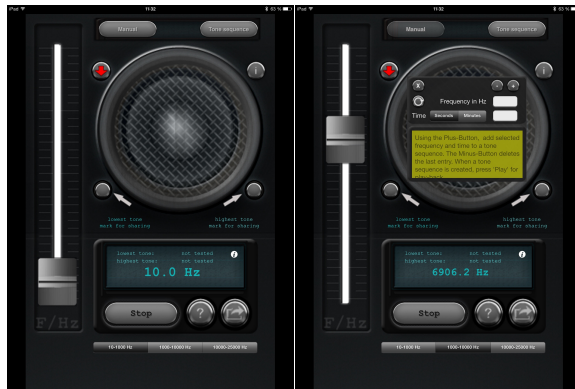 iPad
11:32
63 %
Manual
Tone sequence
i
lowest tone
mark for sharing
highest tone
mark for sharing
lowest tone: not tested
highest tone: not tested
i
10.0 Hz
F/Hz
Stop
?
10-1000 Hz
1000-10000 Hz
10000-25000 Hz
iPad
11:32
63 %
Manual
Tone sequence
i
X
-
+
Frequency in Hz
Time
Seconds
Minutes
Using the Plus-Button, add selected
frequency and time to a tone
sequence. The Minus-Button deletes
the last entry. When a tone
sequence is created, press 'Play' for
lowest tone
mark for sharing
highest tone
mark for sharing
lowest tone: not tested
highest tone: not tested
i
6906.2 Hz
F/Hz
Stop
?
10-1000 Hz
1000-10000 Hz
10000-25000 Hz